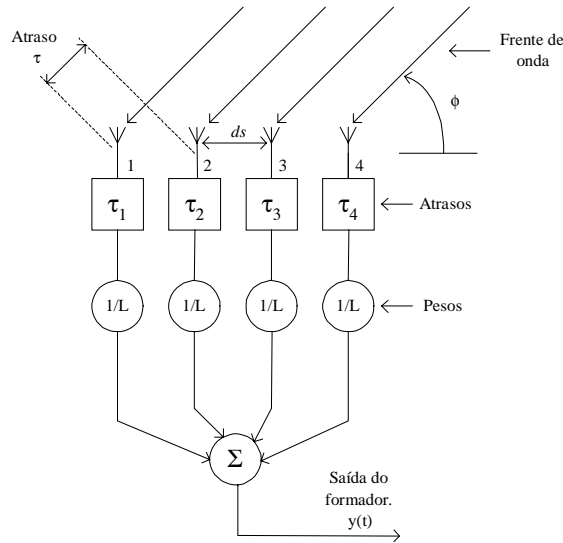 Atraso
τ
Frente de
onda
ϕ
ds
1
2
3
4
τ1
τ2
τ3
τ4
Atrasos
1/L
1/L
1/L
1/L
Pesos
Σ
Saída do
formador.
y(t)